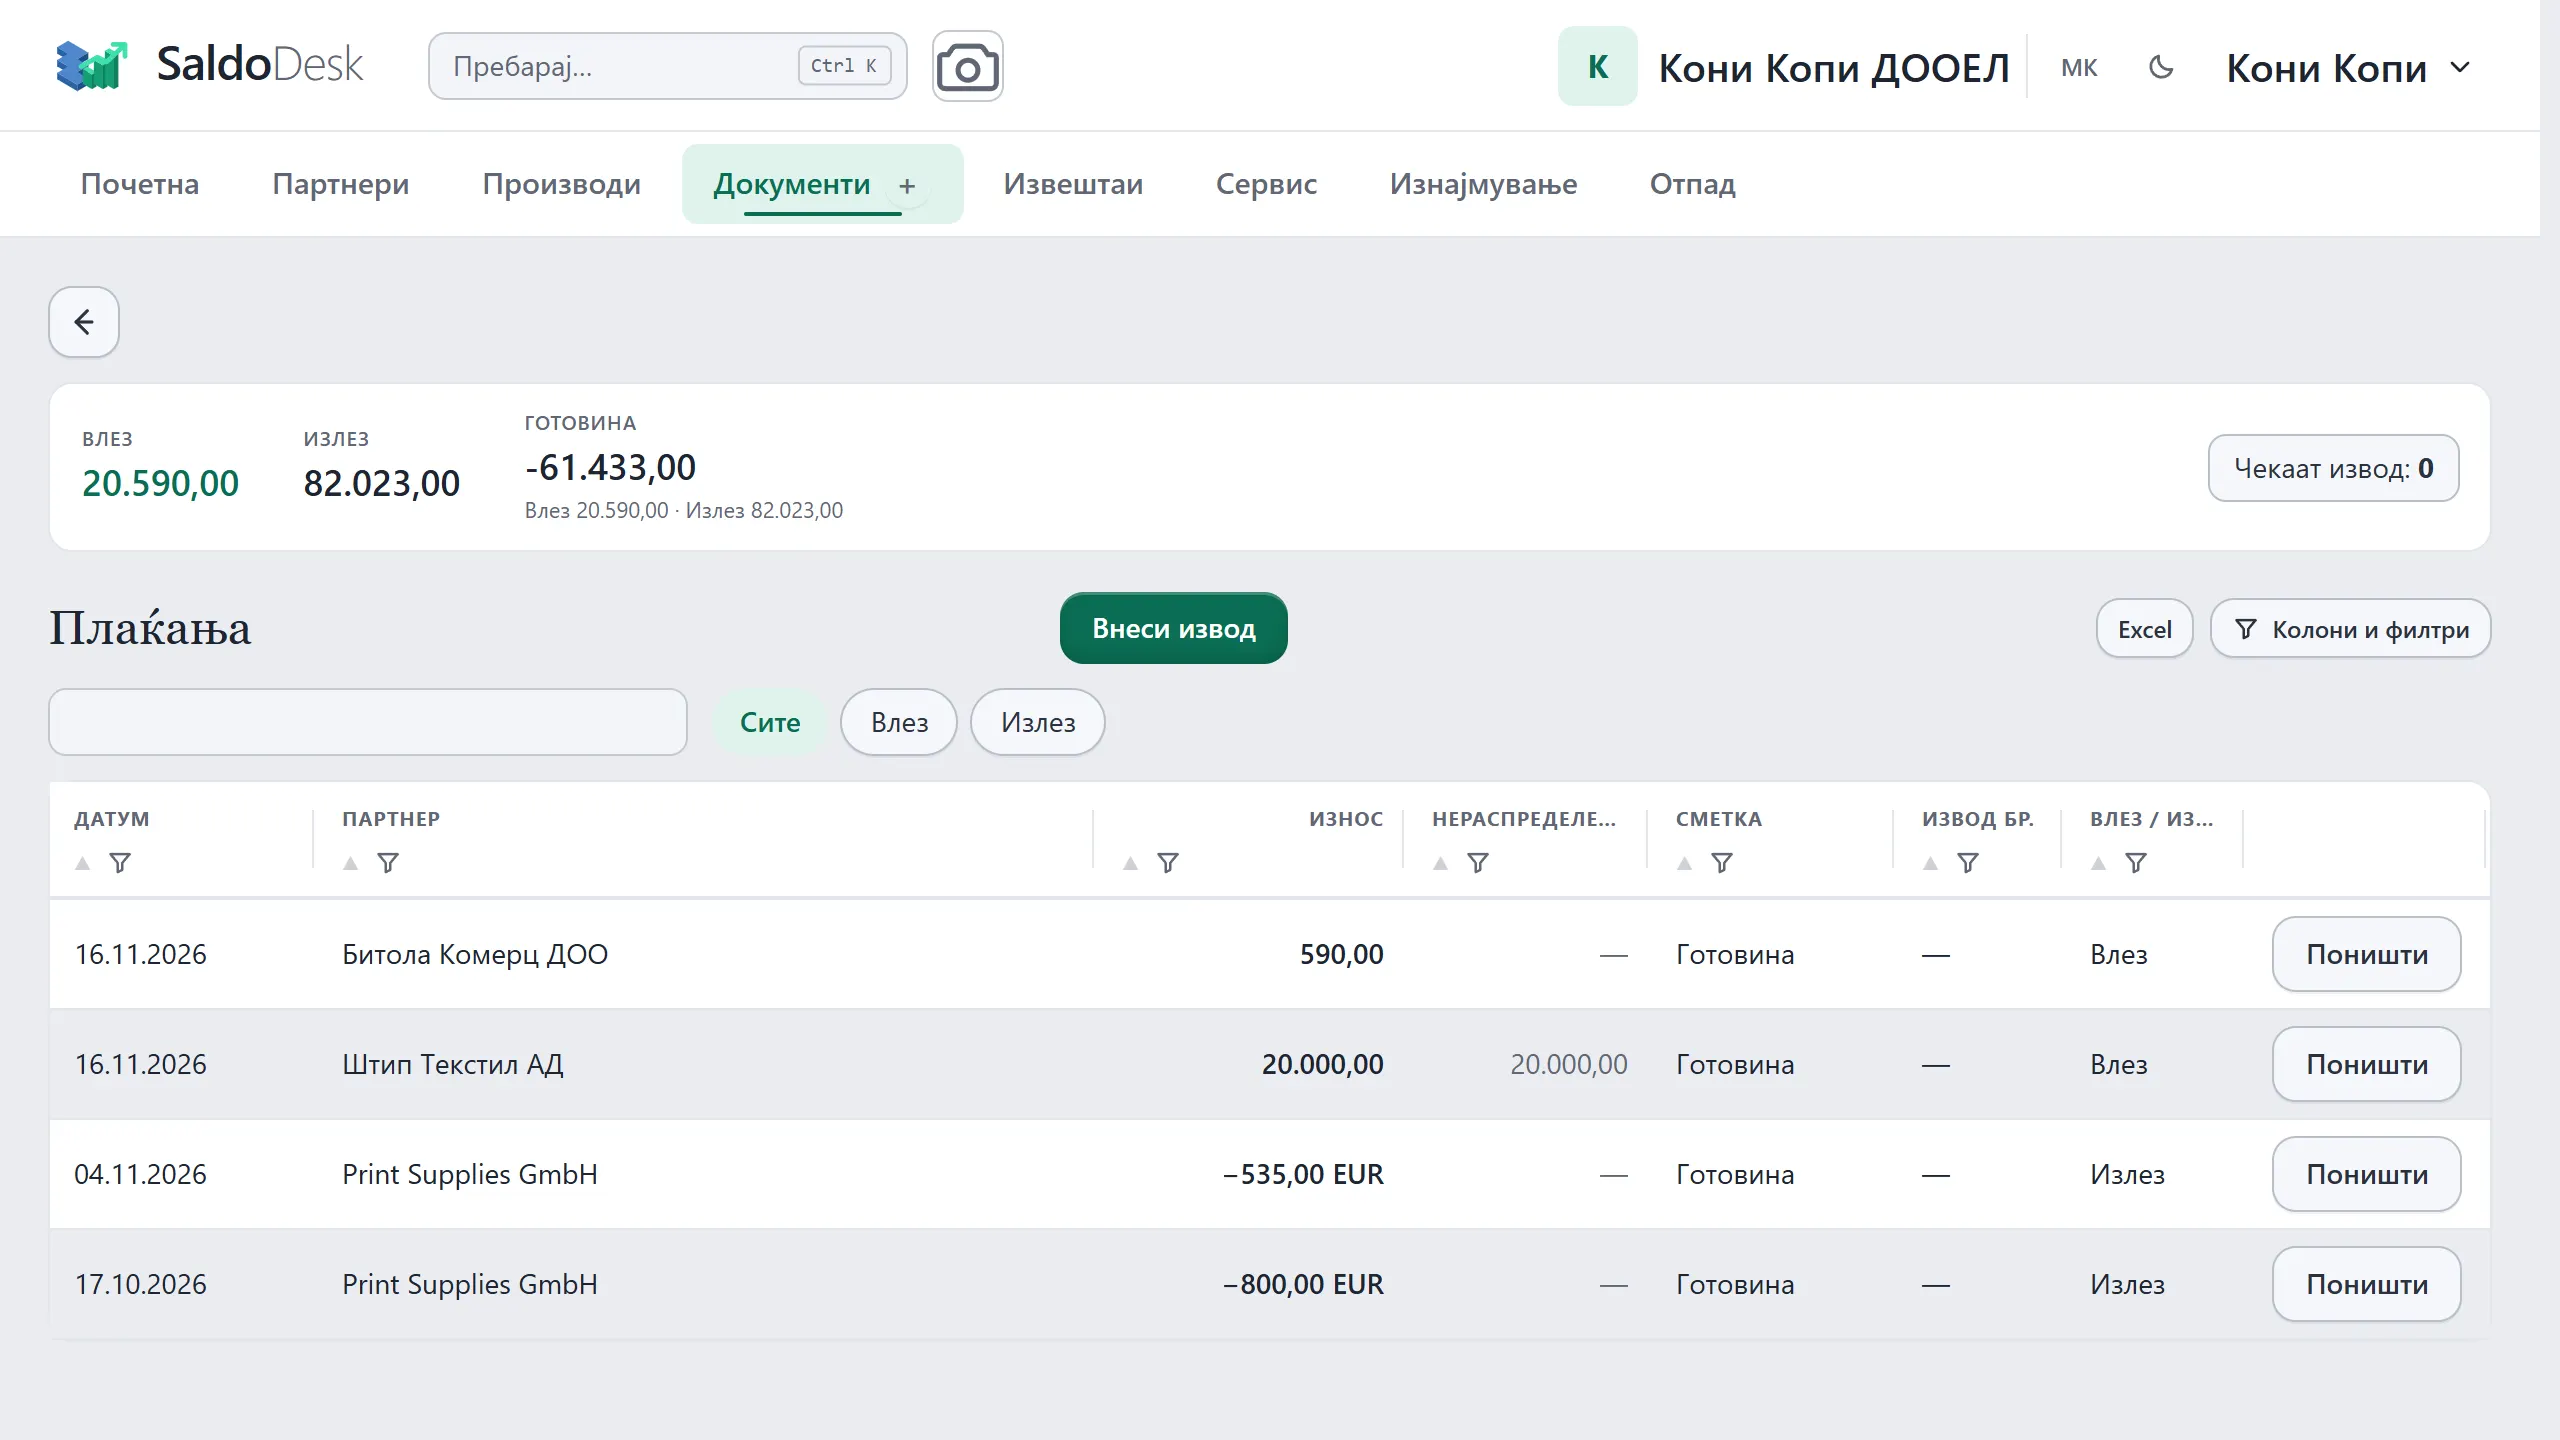 SaldoDesk
Пребарај... Ctrl K
К Кони Копи ДООЕЛ МК Кони Копи
Почетна Партнери Производи Документи + Извештаи Сервис Изнајмување Отпад
ВЛЕЗ
20.590,00
ИЗЛЕЗ
82.023,00
ГОТОВИНА
-61.433,00
Влез 20.590,00 · Излез 82.023,00
Чекаат извод: 0
Плаќања
Внеси извод
Excel
Колони и филтри
Сите Влез Излез
ДАТУМ ПАРТНЕР ИЗНОС НЕРАСПРЕДЕЛЕ... СМЕТКА ИЗВОД БР. ВЛЕЗ / ИЗ...
16.11.2026 Битола Комерц ДОО 590,00 — Готовина — Влез Поништи
16.11.2026 Штип Текстил АД 20.000,00 20.000,00 Готовина — Влез Поништи
04.11.2026 Print Supplies GmbH −535,00 EUR — Готовина — Излез Поништи
17.10.2026 Print Supplies GmbH −800,00 EUR — Готовина — Излез Поништи